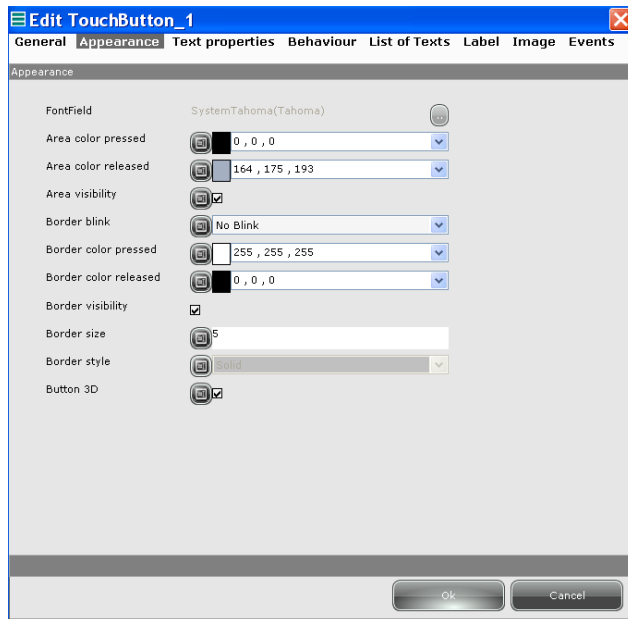 Edit TouchButton_1
General Appearance Text properties Behaviour List of Texts Label Image Events
Appearance
FontField SystemTahoma(Tahoma) ...
Area color pressed 0 , 0 , 0
Area color released 164 , 175 , 193
Area visibility
Border blink No Blink
Border color pressed 255 , 255 , 255
Border color released 0 , 0 , 0
Border visibility
Border size 5
Border style Solid
Button 3D
Ok Cancel